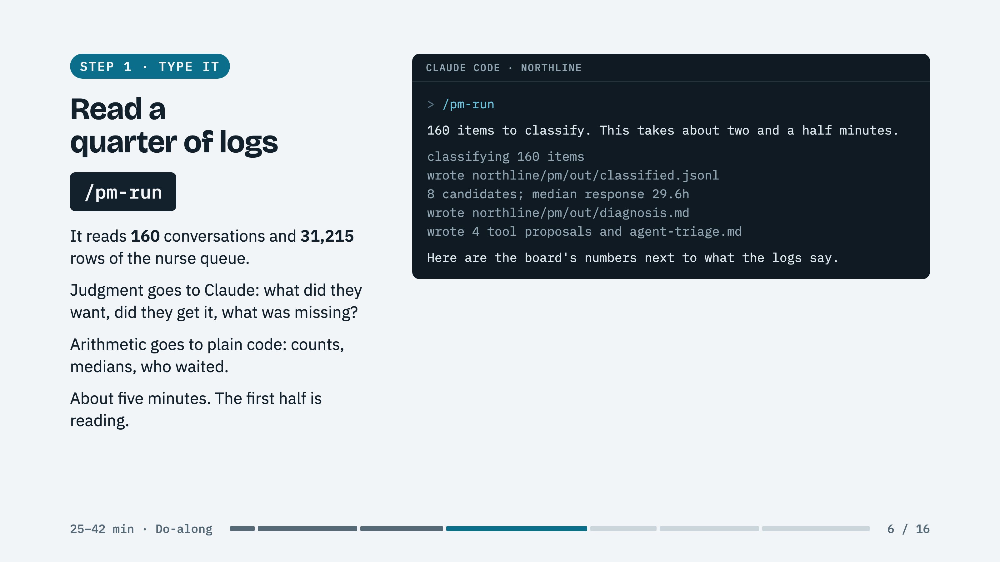 STEP 1 · TYPE IT
Read a
quarter of logs
/pm-run
It reads 160 conversations and 31,215
rows of the nurse queue.
Judgment goes to Claude: what did they
want, did they get it, what was missing?
Arithmetic goes to plain code: counts,
medians, who waited.
About five minutes. The first half is
reading.
CLAUDE CODE · NORTHLINE
> /pm-run
160 items to classify. This takes about two and a half minutes.
classifying 160 items
wrote northline/pm/out/classified.jsonl
8 candidates; median response 29.6h
wrote northline/pm/out/diagnosis.md
wrote 4 tool proposals and agent-triage.md
Here are the board's numbers next to what the logs say.
25–42 min · Do-along
6 / 16